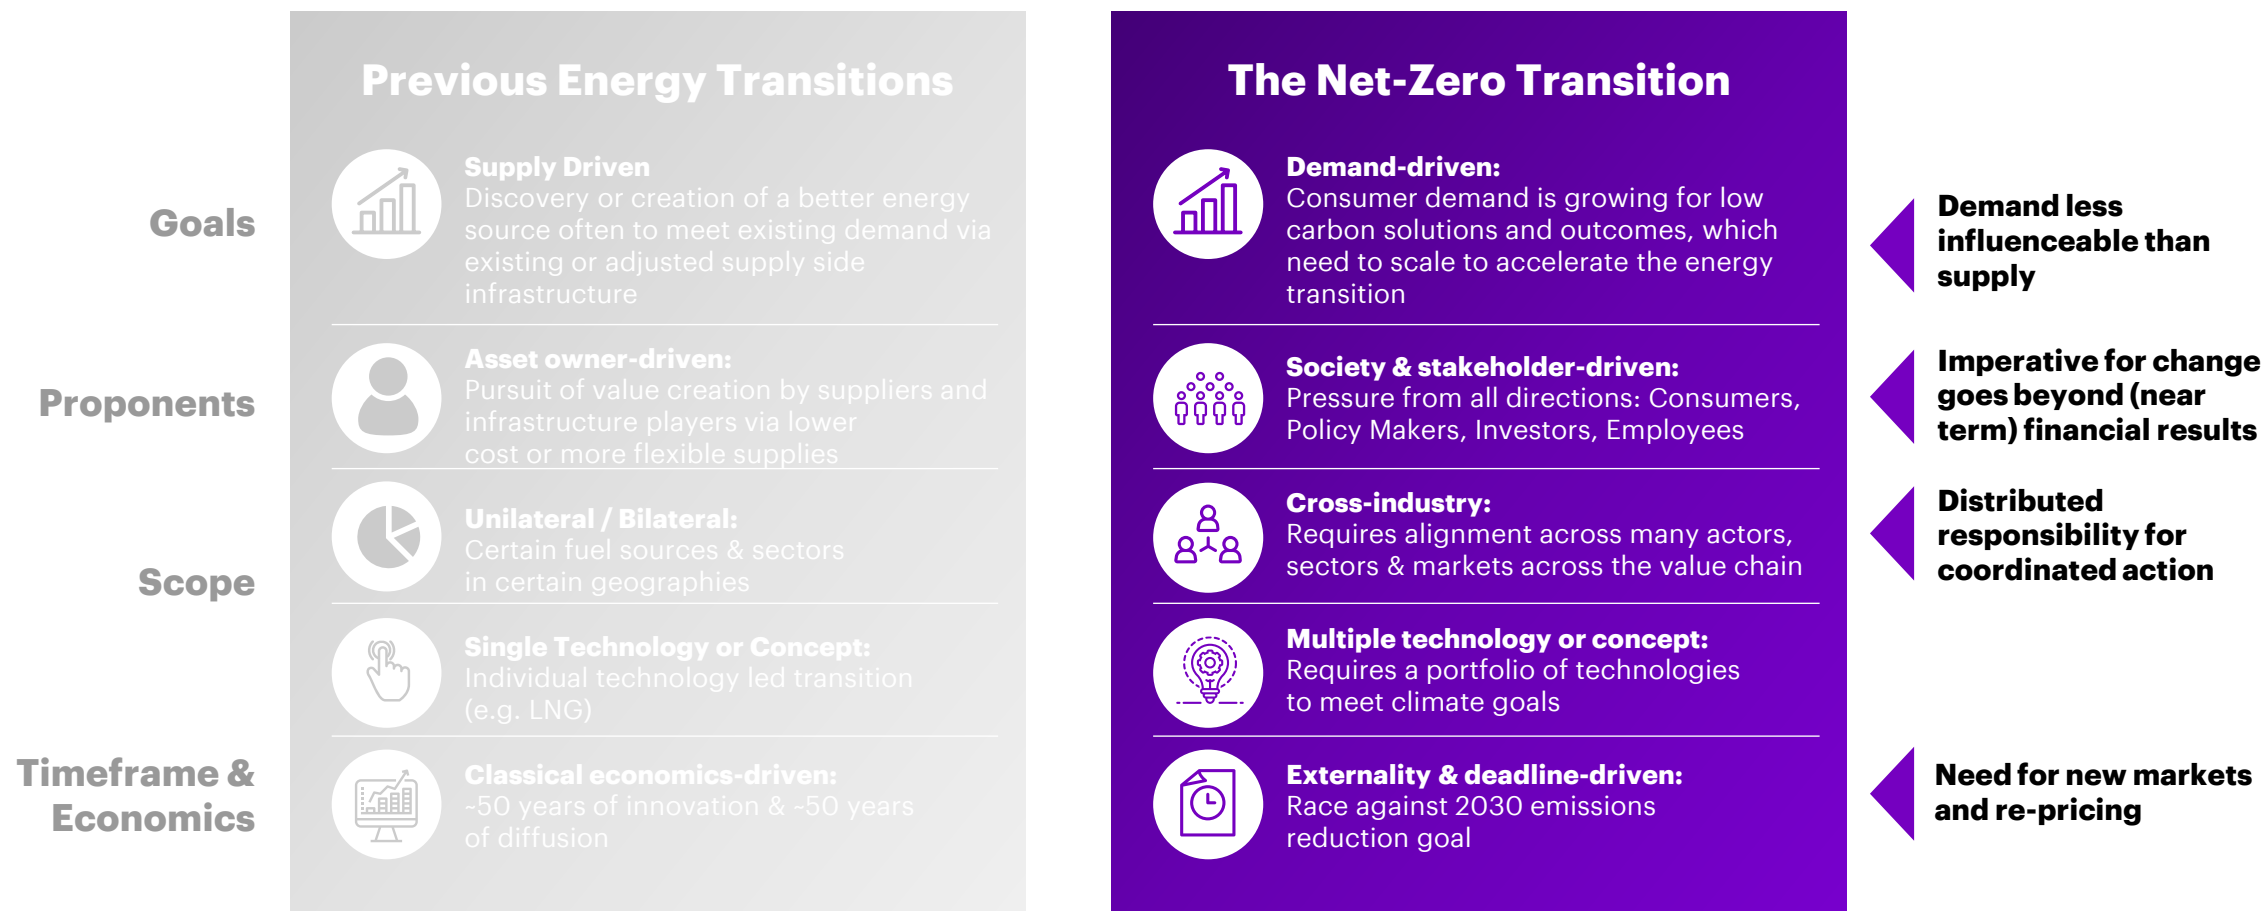 Previous Energy Transitions
The Net-Zero Transition
Goals
Supply Driven
Discovery or creation of a better energy
source often to meet existing demand via
existing or adjusted supply side
infrastructure
Demand-driven:
Consumer demand is growing for low
carbon solutions and outcomes, which
need to scale to accelerate the energy
transition
Demand less
influenceable than
supply
Proponents
Asset owner-driven:
Pursuit of value creation by suppliers and
infrastructure players via lower
cost or more flexible supplies
Society & stakeholder-driven:
Pressure from all directions: Consumers,
Policy Makers, Investors, Employees
Imperative for change
goes beyond (near
term) financial results
Scope
Unilateral / Bilateral:
Certain fuel sources & sectors
in certain geographies
Cross-industry:
Requires alignment across many actors,
sectors & markets across the value chain
Distributed
responsibility for
coordinated action
Single Technology or Concept:
Individual technology led transition
(e.g. LNG)
Multiple technology or concept:
Requires a portfolio of technologies
to meet climate goals
Timeframe &
Economics
Classical economics-driven:
~50 years of innovation & ~50 years
of diffusion
Externality & deadline-driven:
Race against 2030 emissions
reduction goal
Need for new markets
and re-pricing